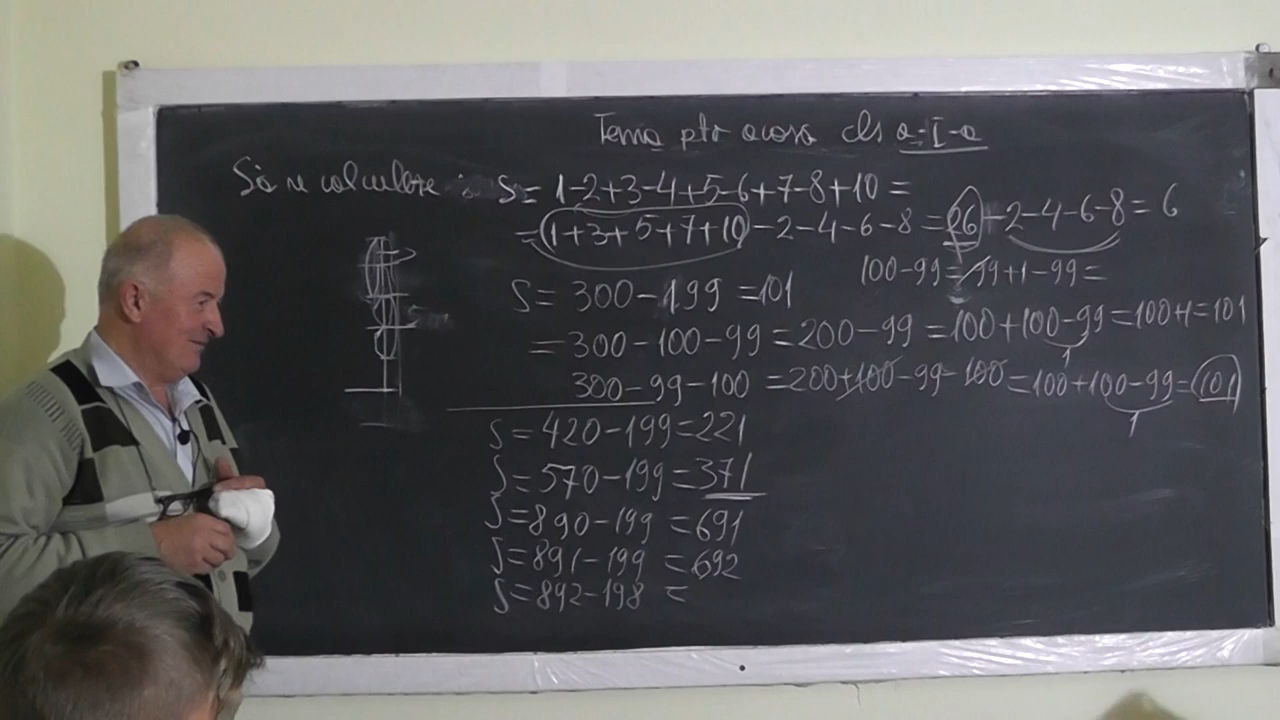 Tema ptr acasa cls a-I-a
Să se calculeze : S= 1-2+3-4+5-6+7-8+10 =
=(1+3+5+7+10)-2-4-6-8=26-2-4-6-8=6
100-99=99+1-99=
S= 300-199=101
=300-100-99=200-99=100+100-99=100+1=101
1
300-99-100=200+100-99-100=100+100-99=101
1
S=420-199=221
S=570-199=371
S=890-199=691
S=891-199=692
S=892-198=